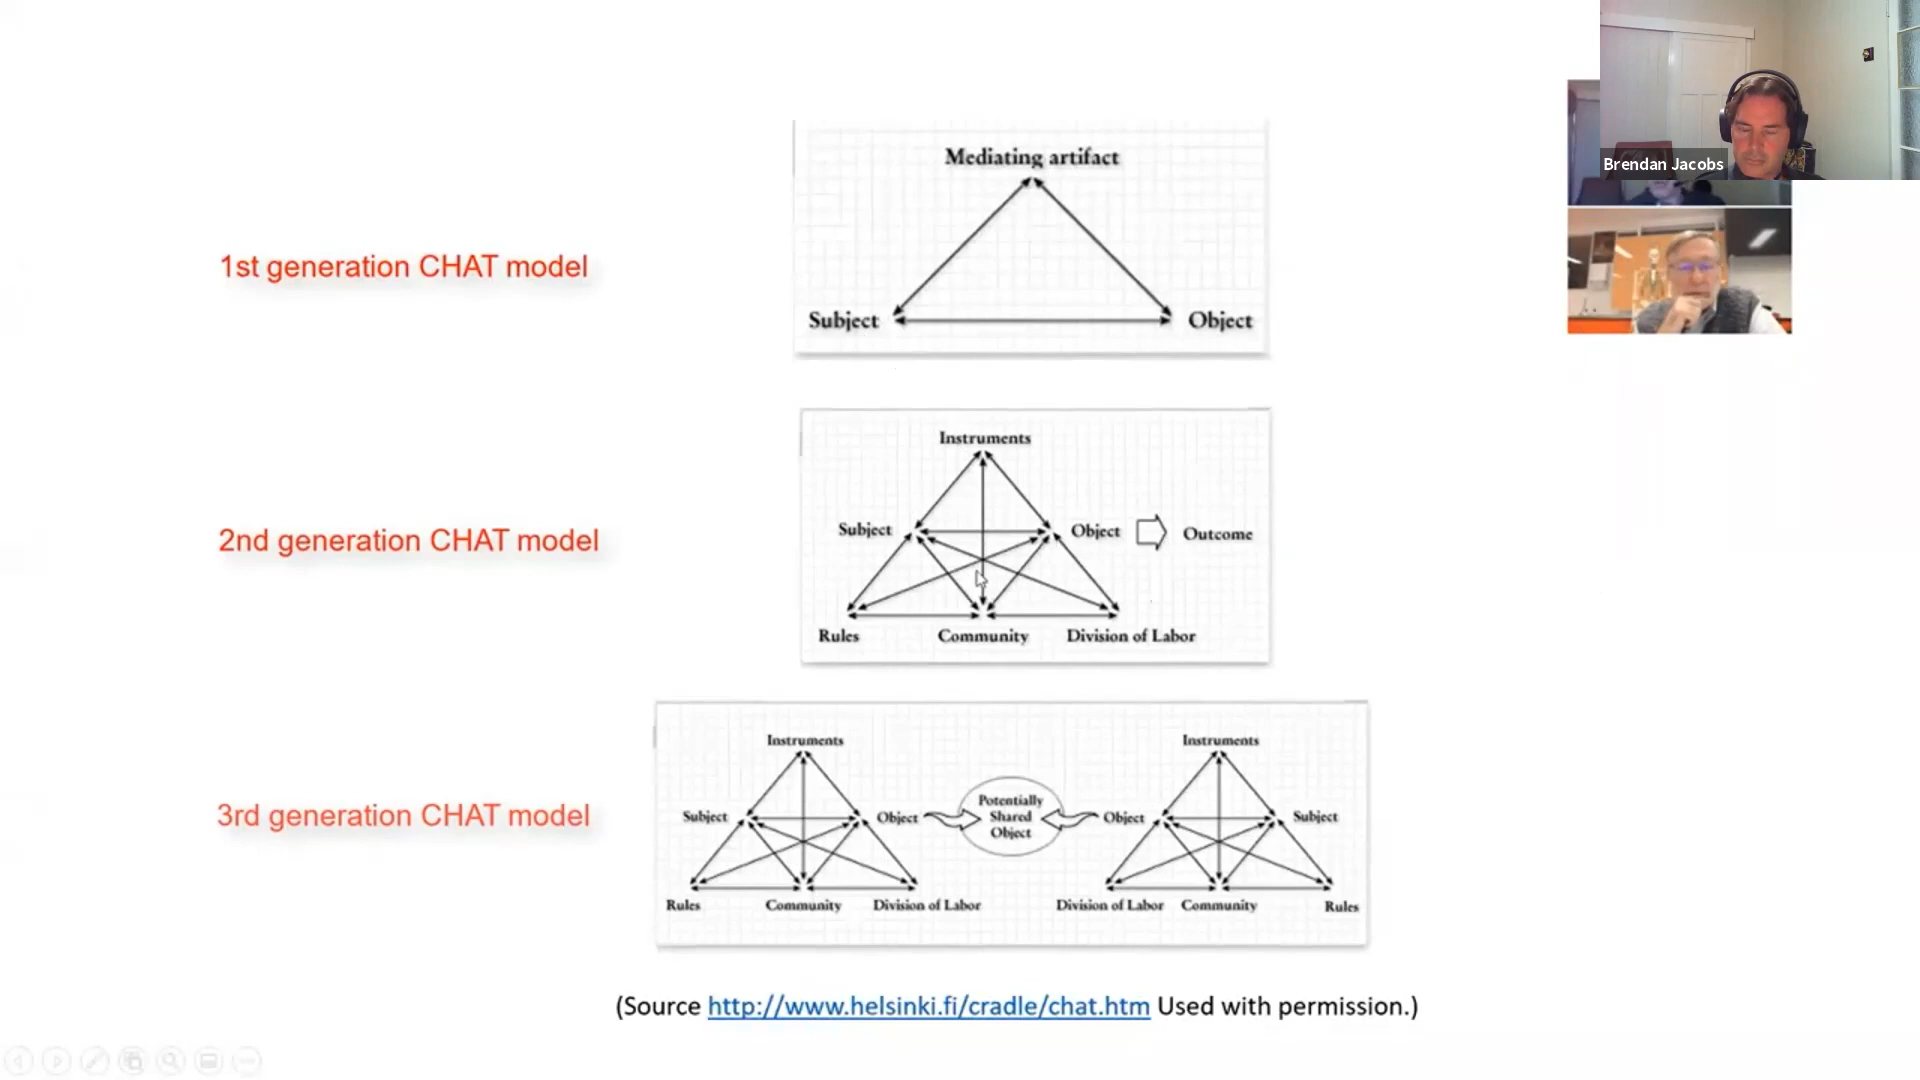 Brendan Jacobs
1st generation CHAT model
Mediating artifact
Subject
Object
2nd generation CHAT model
Instruments
Subject
Object
Outcome
Rules
Community
Division of Labor
3rd generation CHAT model
Instruments
Instruments
Subject
Object
Potentially
Shared
Object
Object
Subject
Rules
Community
Division of Labor
Division of Labor
Community
Rules
(Source http://www.helsinki.fi/cradle/chat.htm Used with permission.)